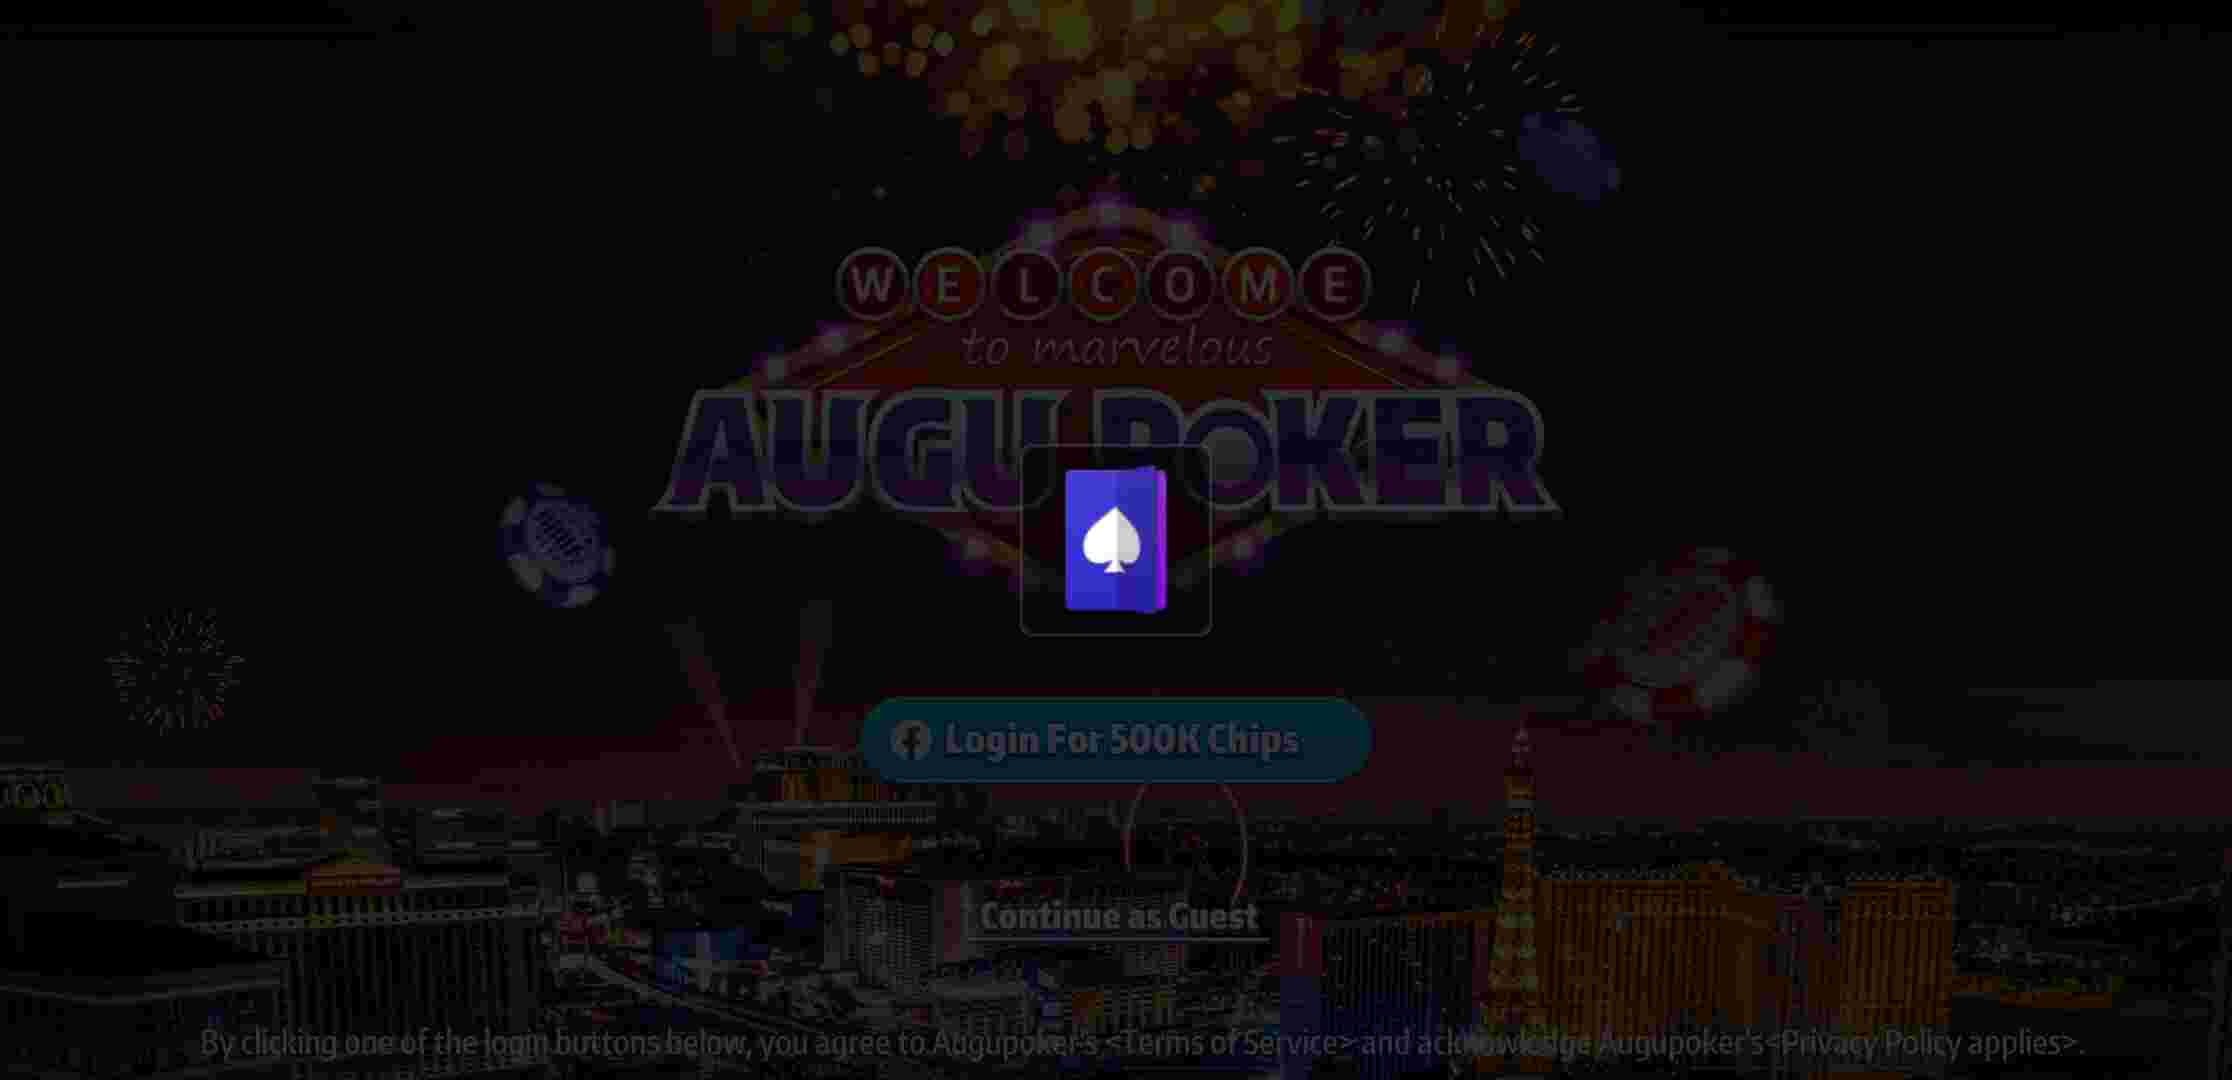 WELCOME
to marvelous
AUGU POKER
Login For 500K Chips
Continue as Guest
By clicking one of the login buttons below, you agree to Augupoker's <Terms of Service> and acknowledge Augupoker's<Privacy Policy applies>.